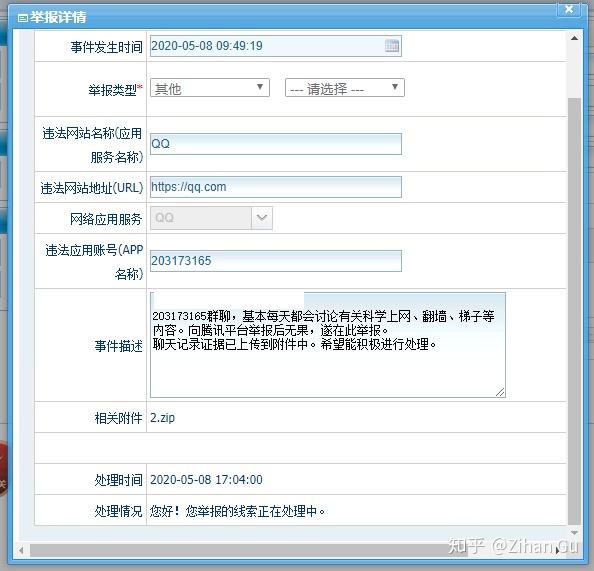 举报详情
事件发生时间 2020-05-08 09:49:19
举报类型* 其他 --- 请选择 ---
违法网站名称(应用
服务名称) QQ
违法网站地址(URL) https://qq.com
网络应用服务 QQ
违法应用账号(APP
名称) 203173165
事件描述
203173165群聊，基本每天都会讨论有关科学上网、翻墙、梯子等
内容。向腾讯平台举报后无果，遂在此举报。
聊天记录证据已上传到附件中。希望能积极进行处理。
相关附件 2.zip
处理时间 2020-05-08 17:04:00
处理情况 您好！您举报的线索正在处理中。
知乎 @Zihan Gu